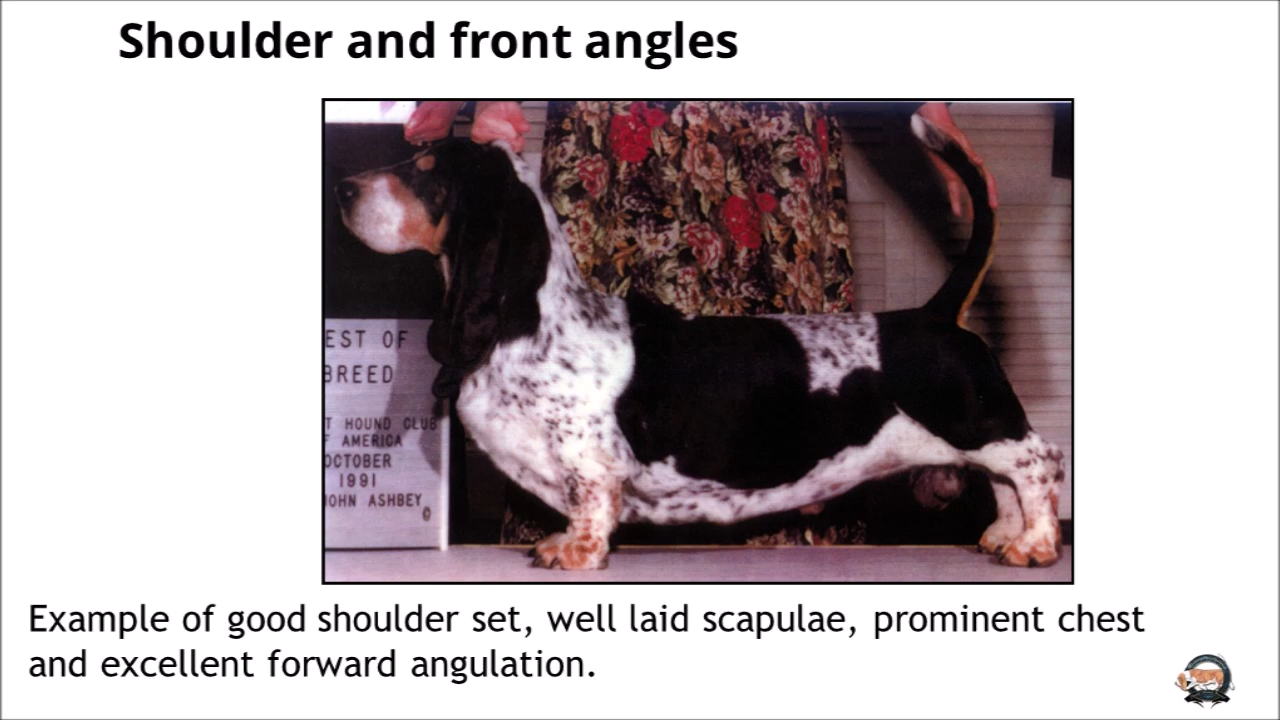 Shoulder and front angles
EST OF
BREED
T HOUND CLUB
F AMERICA
OCTOBER
1991
OHN ASHBEY
©
Example of good shoulder set, well laid scapulae, prominent chest
and excellent forward angulation.